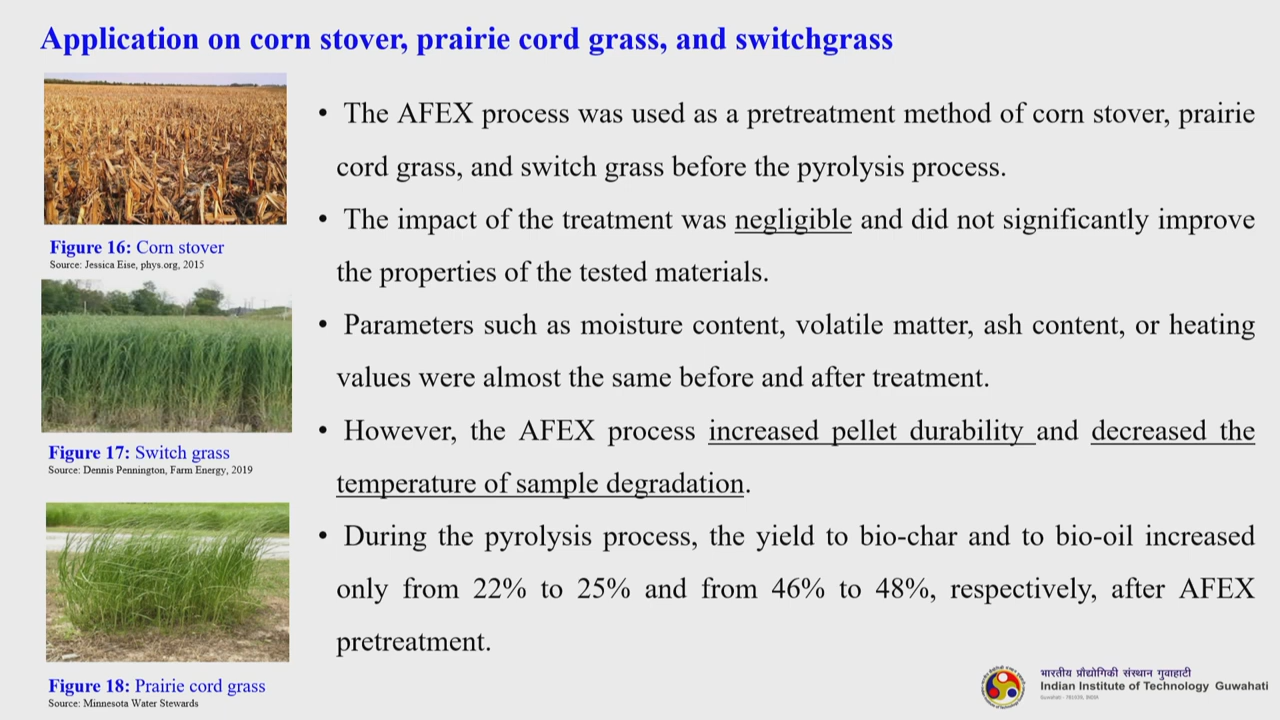 Application on corn stover, prairie cord grass, and switchgrass
Figure 16: Corn stover
Source: Jessica Eise, phys.org, 2015
Figure 17: Switch grass
Source: Dennis Pennington, Farm Energy, 2019
Figure 18: Prairie cord grass
Source: Minnesota Water Stewards
• The AFEX process was used as a pretreatment method of corn stover, prairie
cord grass, and switch grass before the pyrolysis process.
• The impact of the treatment was negligible and did not significantly improve
the properties of the tested materials.
• Parameters such as moisture content, volatile matter, ash content, or heating
values were almost the same before and after treatment.
• However, the AFEX process increased pellet durability and decreased the
temperature of sample degradation.
• During the pyrolysis process, the yield to bio-char and to bio-oil increased
only from 22% to 25% and from 46% to 48%, respectively, after AFEX
pretreatment.
भारतीय प्रौद्योगिकी संस्थान गुवाहाटी
Indian Institute of Technology Guwahati